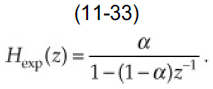 (11-33)
H_exp(z) = α / (1−(1−α)z^−1) .